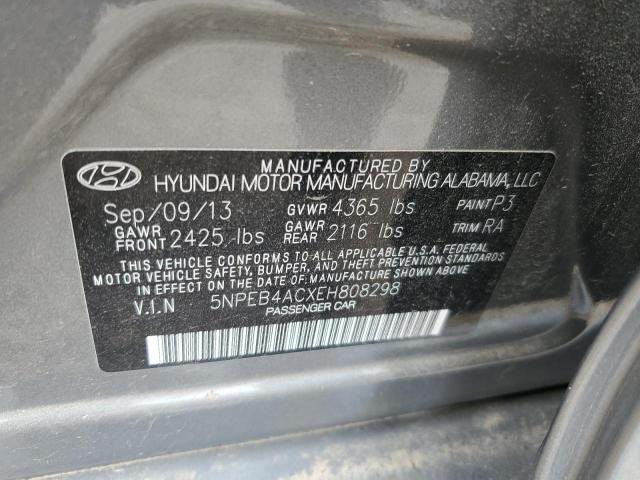 MANUFACTURED BY
HYUNDAI MOTOR MANUFACTURING ALABAMA, LLC
Sep/09/13 GVWR 4365 lbs PAINT P3
GAWR FRONT 2425 lbs GAWR REAR 2116 lbs TRIM RA
THIS VEHICLE CONFORMS TO ALL APPLICABLE U.S.A. FEDERAL
MOTOR VEHICLE SAFETY, BUMPER, AND THEFT PREVENTION STANDARDS
IN EFFECT ON THE DATE OF MANUFACTURE SHOWN ABOVE.
V.I.N 5NPEB4ACXEH808298
PASSENGER CAR